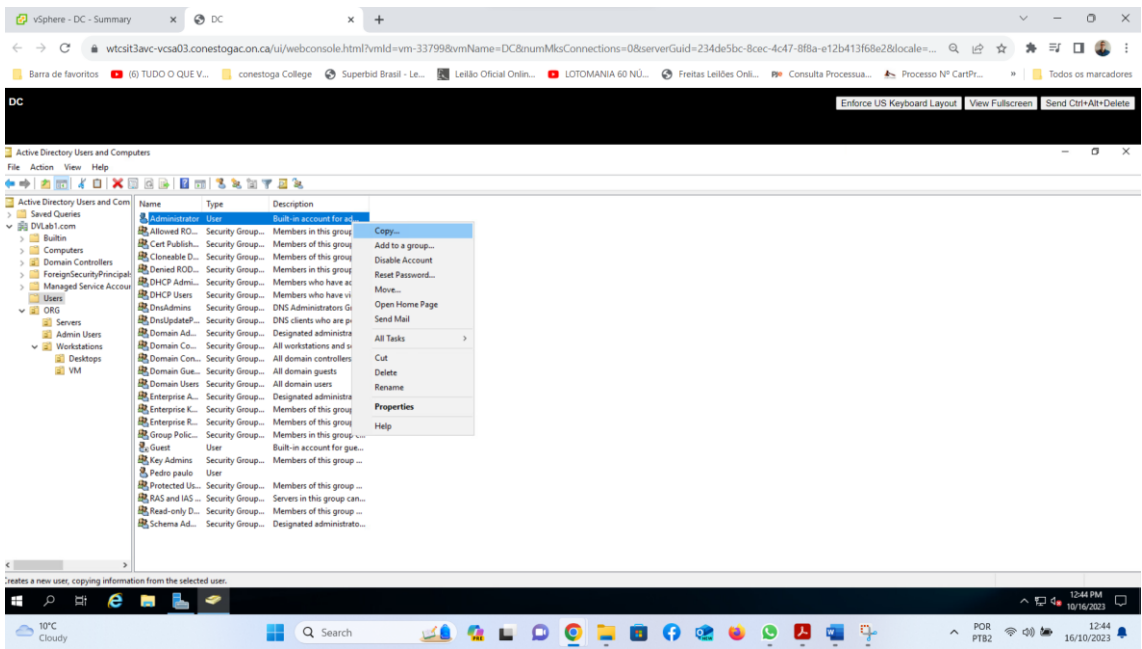 vSphere - DC - Summary
DC
wtcsit3avc-vcsa03.conestogac.on.ca/ui/webconsole.html?vmId=vm-33799&vmName=DC&numMksConnections=0&serverGuid=234de5bc-8cec-4c47-8f8a-e12b413f68e2&locale=...
Barra de favoritos (6) TUDO O QUE V... conestoga College Superbid Brasil - Le... Leilão Oficial Onlin... LOTOMANIA 60 NÚ... Freitas Leilões Onli... Consulta Processua... Processo Nº CartPr... » Todos os marcadores
DC Enforce US Keyboard Layout View Fullscreen Send Ctrl+Alt+Delete
Active Directory Users and Computers
File Action View Help
Active Directory Users and Com
Saved Queries
DVLab1.com
Builtin
Computers
Domain Controllers
ForeignSecurityPrincipals
Managed Service Accour
Users
ORG
Servers
Admin Users
Workstations
Desktops
VM
Name Type Description
Administrator User Built-in account for ad...
Allowed RO... Security Group... Members in this group
Cert Publish... Security Group... Members of this group
Cloneable D... Security Group... Members of this group
Denied ROD... Security Group... Members in this group
DHCP Admi... Security Group... Members who have ad
DHCP Users Security Group... Members who have vi
DnsAdmins Security Group... DNS Administrators G
DnsUpdateP... Security Group... DNS clients who are p
Domain Ad... Security Group... Designated administra
Domain Co... Security Group... All workstations and s
Domain Con... Security Group... All domain controllers
Domain Gue... Security Group... All domain guests
Domain Users Security Group... All domain users
Enterprise A... Security Group... Designated administra
Enterprise K... Security Group... Members of this group
Enterprise R... Security Group... Members of this group
Group Polic... Security Group... Members in this group c...
Guest User Built-in account for gue...
Key Admins Security Group... Members of this group ...
Pedro paulo User
Protected Us... Security Group... Members of this group ...
RAS and IAS ... Security Group... Servers in this group can...
Read-only D... Security Group... Members of this group ...
Schema Ad... Security Group... Designated administrato...
Copy...
Add to a group...
Disable Account
Reset Password...
Move...
Open Home Page
Send Mail
All Tasks
Cut
Delete
Rename
Properties
Help
Creates a new user, copying information from the selected user.
12:44 PM
10/16/2023
10°C
Cloudy
Search
POR
PTB2
12:44
16/10/2023